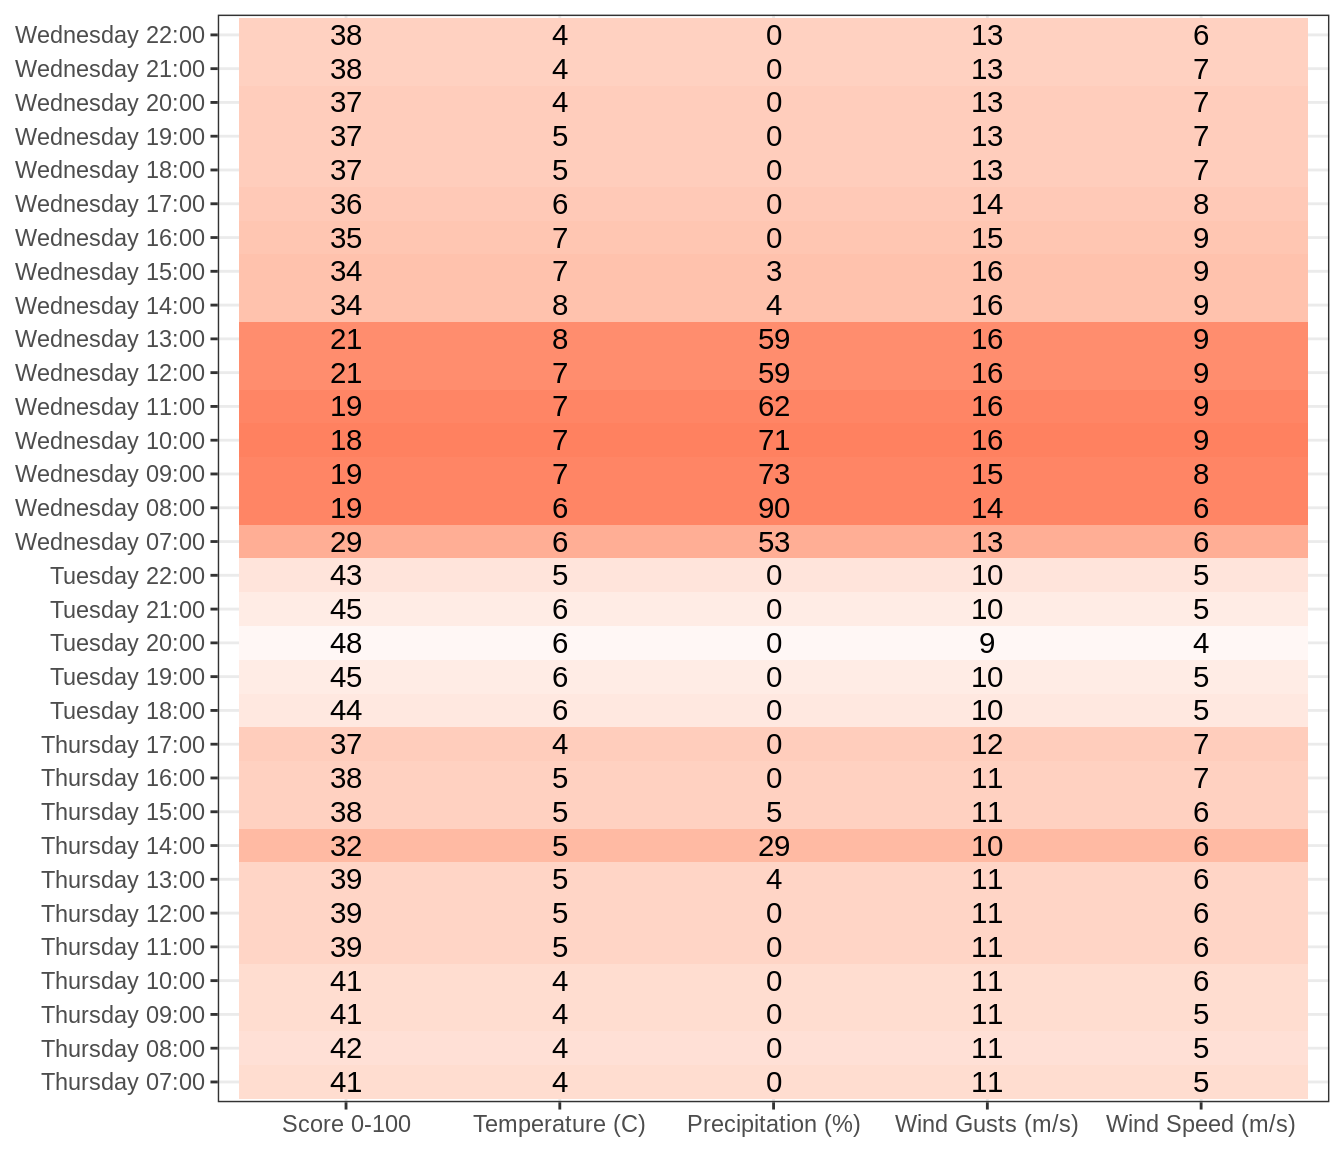 Wednesday 22:00 38 4 0 13 6
Wednesday 21:00 38 4 0 13 7
Wednesday 20:00 37 4 0 13 7
Wednesday 19:00 37 5 0 13 7
Wednesday 18:00 37 5 0 13 7
Wednesday 17:00 36 6 0 14 8
Wednesday 16:00 35 7 0 15 9
Wednesday 15:00 34 7 3 16 9
Wednesday 14:00 34 8 4 16 9
Wednesday 13:00 21 8 59 16 9
Wednesday 12:00 21 7 59 16 9
Wednesday 11:00 19 7 62 16 9
Wednesday 10:00 18 7 71 16 9
Wednesday 09:00 19 7 73 15 8
Wednesday 08:00 19 6 90 14 6
Wednesday 07:00 29 6 53 13 6
Tuesday 22:00 43 5 0 10 5
Tuesday 21:00 45 6 0 10 5
Tuesday 20:00 48 6 0 9 4
Tuesday 19:00 45 6 0 10 5
Tuesday 18:00 44 6 0 10 5
Thursday 17:00 37 4 0 12 7
Thursday 16:00 38 5 0 11 7
Thursday 15:00 38 5 5 11 6
Thursday 14:00 32 5 29 10 6
Thursday 13:00 39 5 4 11 6
Thursday 12:00 39 5 0 11 6
Thursday 11:00 39 5 0 11 6
Thursday 10:00 41 4 0 11 6
Thursday 09:00 41 4 0 11 5
Thursday 08:00 42 4 0 11 5
Thursday 07:00 41 4 0 11 5
Score 0-100 Temperature (C) Precipitation (%) Wind Gusts (m/s) Wind Speed (m/s)